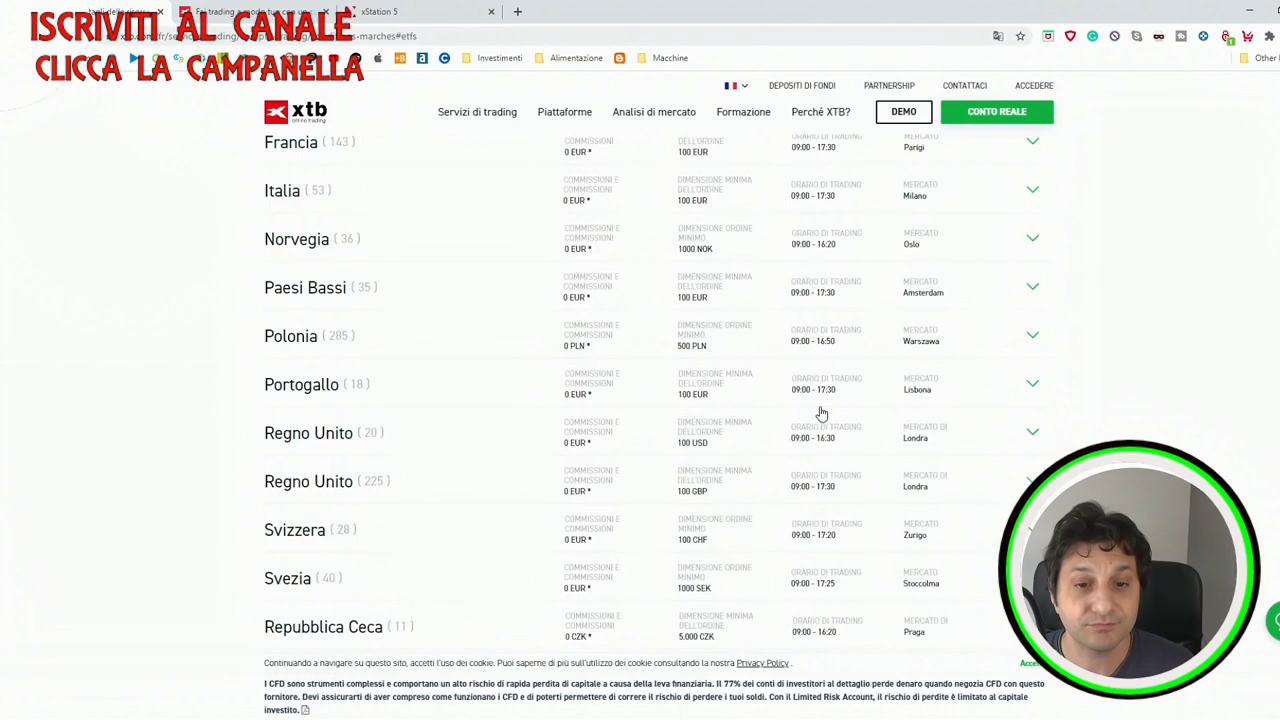 Fai trading a modo tuo con un
xStation 5
ISCRIVITI AL CANALE
CLICCA LA CAMPANELLA
s-marches#etfs
Investimenti
Alimentazione
Macchine
Other
DEPOSITI DI FONDI
PARTNERSHIP
CONTATTACI
ACCEDERE
xtb
online trading
Servizi di trading
Piattaforme
Analisi di mercato
Formazione
Perché XTB?
DEMO
CONTO REALE
Francia ( 143 )
COMMISSIONI
0 EUR *
DELL'ORDINE
100 EUR
ORARIO DI TRADING
09:00 - 17:30
MERCATO
Parigi
Italia ( 53 )
COMMISSIONI E
COMMISSIONI
0 EUR *
DIMENSIONE MINIMA
DELL'ORDINE
100 EUR
ORARIO DI TRADING
09:00 - 17:30
MERCATO
Milano
Norvegia ( 36 )
COMMISSIONI E
COMMISSIONI
0 EUR *
DIMENSIONE ORDINE
MINIMO
1000 NOK
ORARIO DI TRADING
09:00 - 16:20
MERCATO
Oslo
Paesi Bassi ( 35 )
COMMISSIONI E
COMMISSIONI
0 EUR *
DIMENSIONE MINIMA
DELL'ORDINE
100 EUR
ORARIO DI TRADING
09:00 - 17:30
MERCATO
Amsterdam
Polonia ( 285 )
COMMISSIONI E
COMMISSIONI
0 PLN *
DIMENSIONE ORDINE
MINIMO
500 PLN
ORARIO DI TRADING
09:00 - 16:50
MERCATO
Warszawa
Portogallo ( 18 )
COMMISSIONI E
COMMISSIONI
0 EUR *
DIMENSIONE MINIMA
DELL'ORDINE
100 EUR
ORARIO DI TRADING
09:00 - 17:30
MERCATO
Lisbona
Regno Unito ( 20 )
COMMISSIONI E
COMMISSIONI
0 EUR *
DIMENSIONE MINIMA
DELL'ORDINE
100 USD
ORARIO DI TRADING
09:00 - 16:30
MERCATO DI
Londra
Regno Unito ( 225 )
COMMISSIONI E
COMMISSIONI
0 EUR *
DIMENSIONE MINIMA
DELL'ORDINE
100 GBP
ORARIO DI TRADING
09:00 - 17:30
MERCATO DI
Londra
Svizzera ( 28 )
COMMISSIONI E
COMMISSIONI
0 EUR *
DIMENSIONE ORDINE
MINIMO
100 CHF
ORARIO DI TRADING
09:00 - 17:20
MERCATO
Zurigo
Svezia ( 40 )
COMMISSIONI E
COMMISSIONI
0 EUR *
DIMENSIONE ORDINE
MINIMO
1000 SEK
ORARIO DI TRADING
09:00 - 17:25
MERCATO
Stoccolma
Repubblica Ceca ( 11 )
COMMISSIONI E
COMMISSIONI
0 CZK *
DIMENSIONE MINIMA
DELL'ORDINE
5.000 CZK
ORARIO DI TRADING
09:00 - 16:20
MERCATO
Praga
Continuando a navigare su questo sito, accetti l'uso dei cookie. Puoi saperne di più sull'utilizzo dei cookie consultando la nostra Privacy Policy .
I CFD sono strumenti complessi e comportano un alto rischio di rapida perdita di capitale a causa della leva finanziaria. Il 77% dei conti di investitori al dettaglio perde denaro quando negozia CFD con questo
fornitore. Devi assicurarti di aver compreso come funzionano i CFD e di poterti permettere di correre il rischio di perdere i tuoi soldi. Con il Limited Risk Account, il rischio di perdite è limitato al capitale
investito.